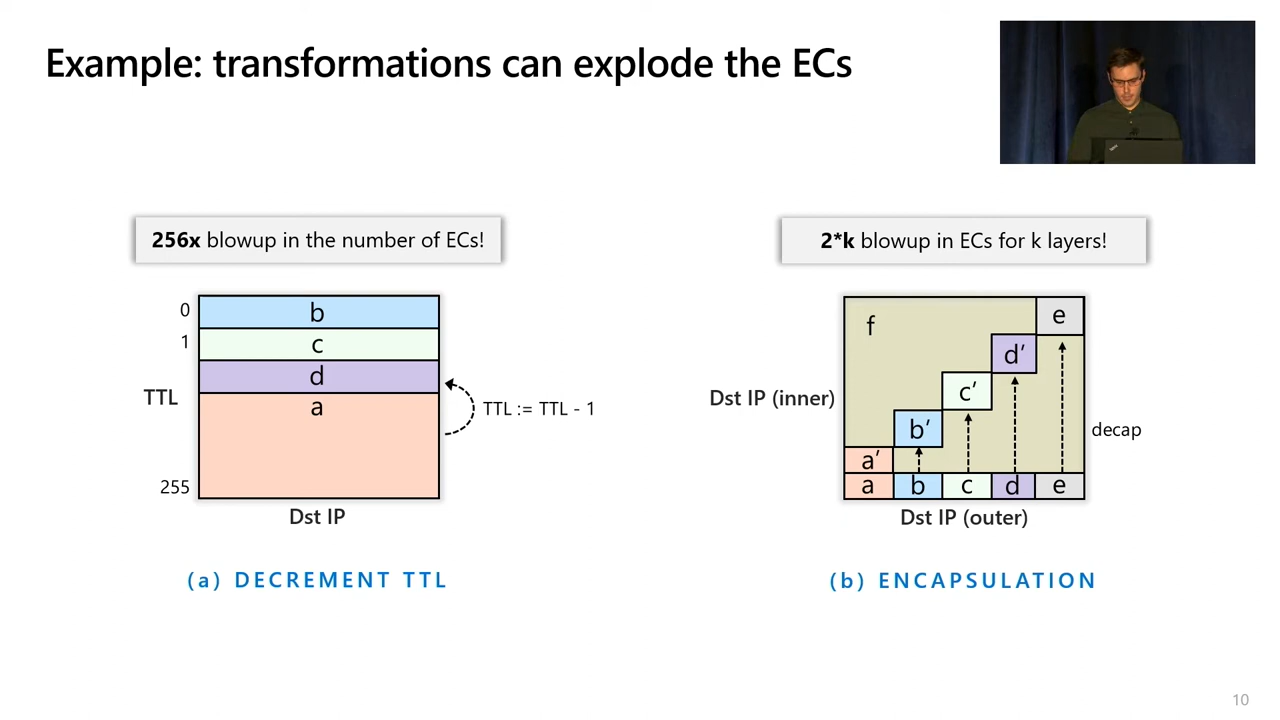 Example: transformations can explode the ECs
256x blowup in the number of ECs!
0
1
TTL
255
b
c
d
a
TTL := TTL - 1
Dst IP
(a) DECREMENT TTL
2*k blowup in ECs for k layers!
f
e
d′
c′
b′
a′
a
b
c
d
e
Dst IP (inner)
decap
Dst IP (outer)
(b) ENCAPSULATION
10